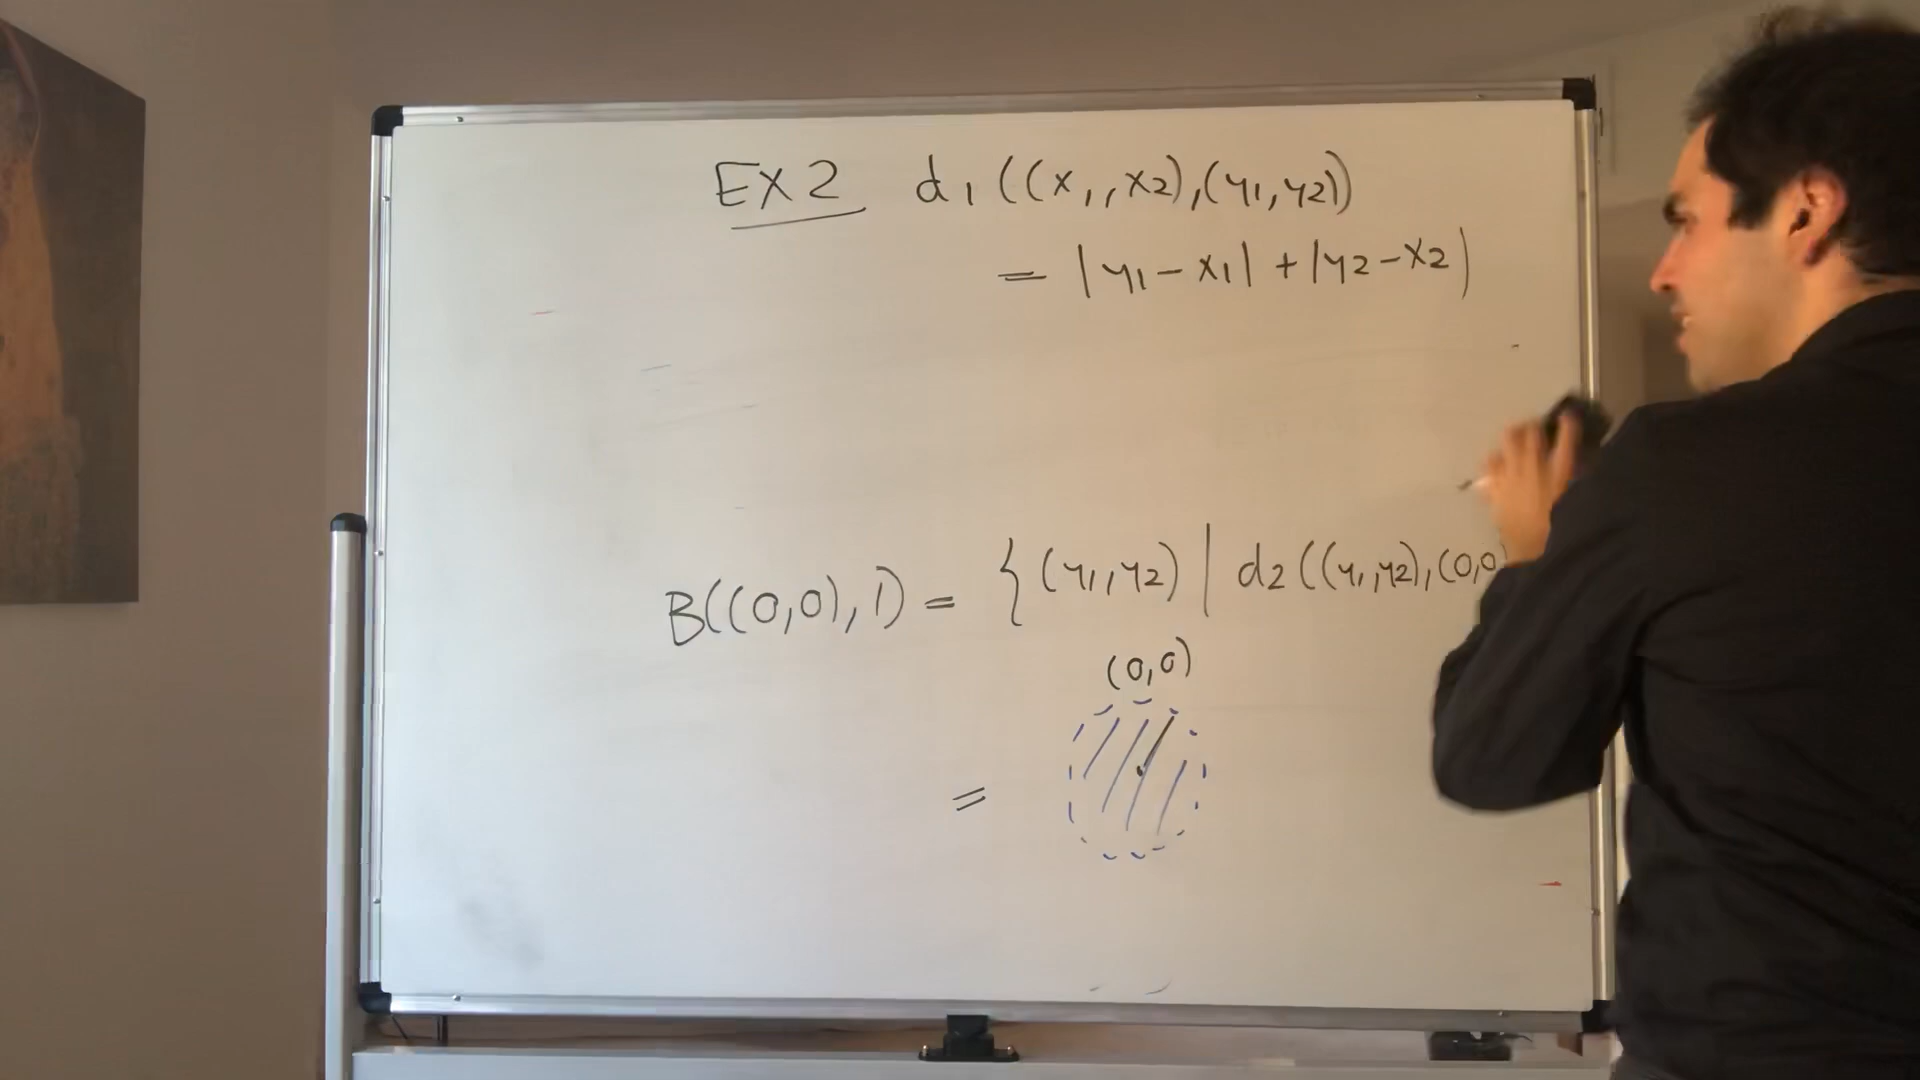 EX 2 d1((x1,x2),(y1,y2))
= |y1-x1| + |y2-x2|
B((0,0),1) = {(y1,y2) | d2((y1,y2),(0,0)
(0,0)
=